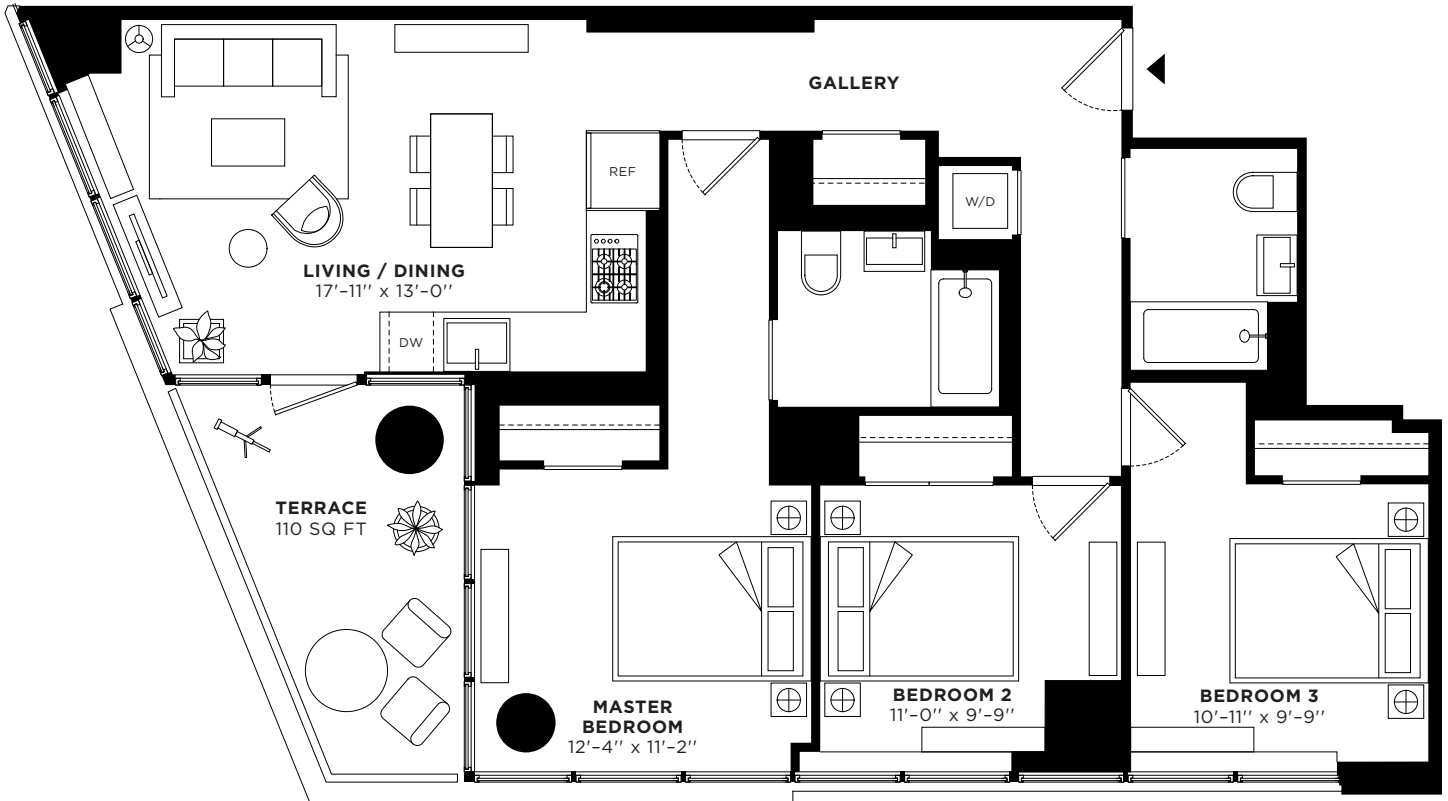 GALLERY
REF
W/D
LIVING / DINING
17'-11'' x 13'-0''
DW
TERRACE
110 SQ FT
MASTER
BEDROOM
12'-4'' x 11'-2''
BEDROOM 2
11'-0'' x 9'-9''
BEDROOM 3
10'-11'' x 9'-9''